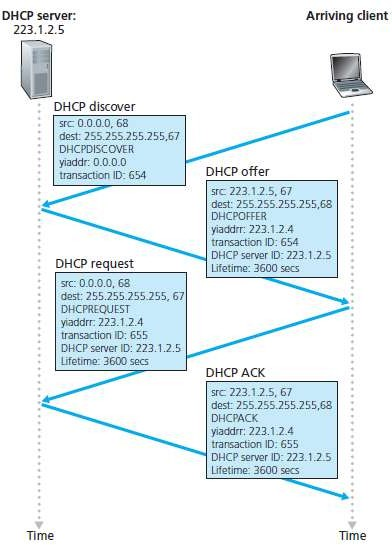 DHCP server:
223.1.2.5
Arriving client
DHCP discover
src: 0.0.0.0, 68
dest: 255.255.255.255,67
DHCPDISCOVER
yiaddr: 0.0.0.0
transaction ID: 654
DHCP offer
src: 223.1.2.5, 67
dest: 255.255.255.255,68
DHCPOFFER
yiaddrr: 223.1.2.4
transaction ID: 654
DHCP server ID: 223.1.2.5
Lifetime: 3600 secs
DHCP request
src: 0.0.0.0, 68
dest: 255.255.255.255, 67
DHCPREQUEST
yiaddrr: 223.1.2.4
transaction ID: 655
DHCP server ID: 223.1.2.5
Lifetime: 3600 secs
DHCP ACK
src: 223.1.2.5, 67
dest: 255.255.255.255,68
DHCPACK
yiaddrr: 223.1.2.4
transaction ID: 655
DHCP server ID: 223.1.2.5
Lifetime: 3600 secs
Time
Time